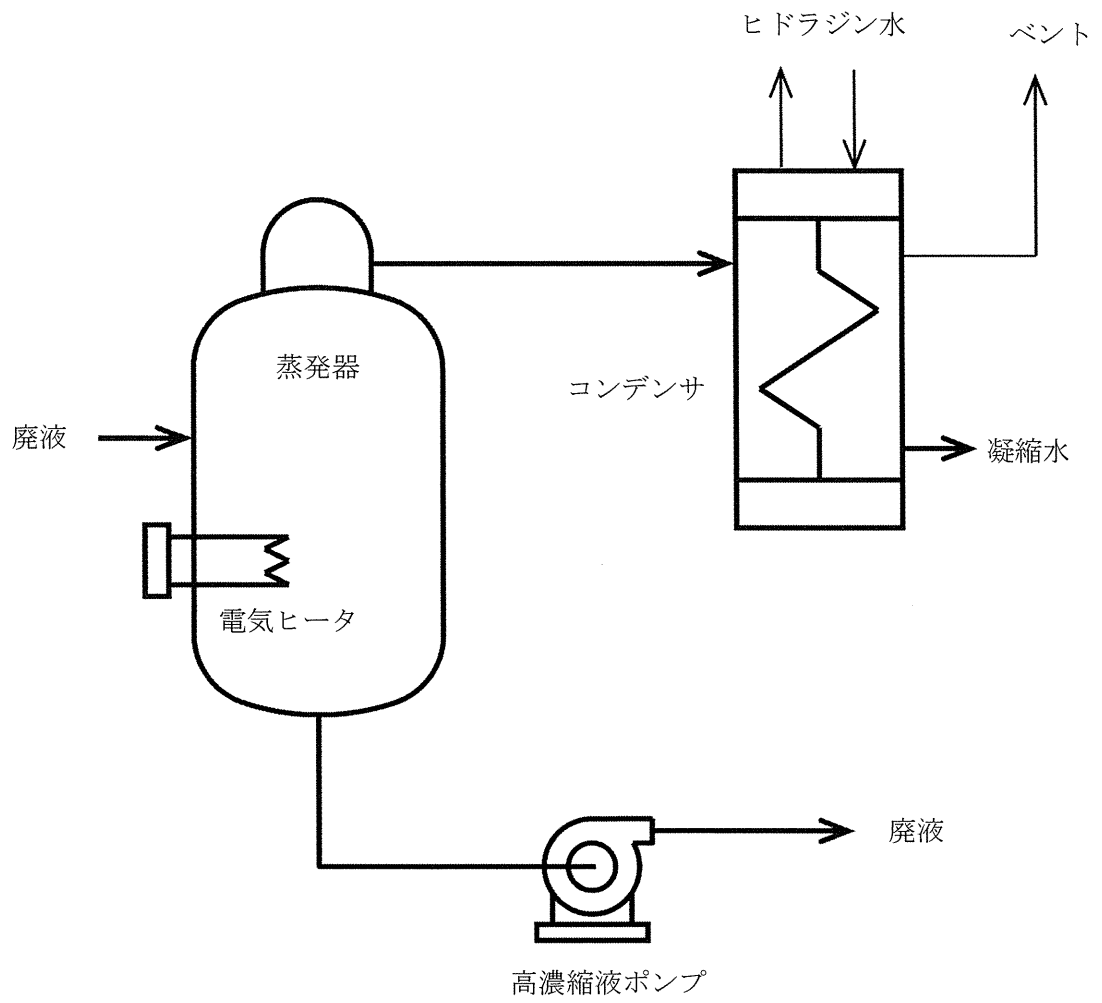 ヒドラジン水
ベント
蒸発器
コンデンサ
廃液
凝縮水
電気ヒータ
廃液
高濃縮液ポンプ